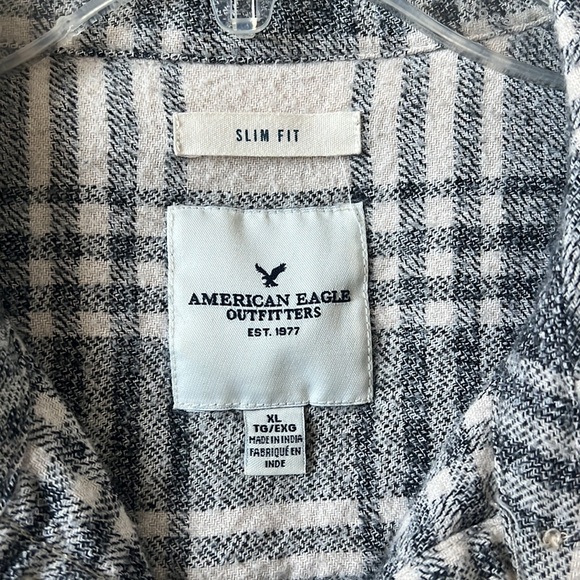 SLIM FIT
AMERICAN EAGLE
OUTFITTERS
EST. 1977
XL
TG/EXG
MADE IN INDIA
FABRIQUÉ EN
INDE